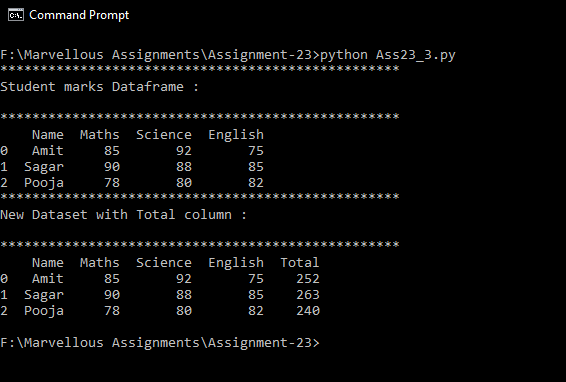 Command Prompt
F:\Marvellous Assignments\Assignment-23>python Ass23_3.py
**************************************************
Student marks Dataframe :
**************************************************
    Name  Maths  Science  English
0   Amit     85       92       75
1  Sagar     90       88       85
2  Pooja     78       80       82
**************************************************
New Dataset with Total column :
**************************************************
    Name  Maths  Science  English  Total
0   Amit     85       92       75    252
1  Sagar     90       88       85    263
2  Pooja     78       80       82    240
F:\Marvellous Assignments\Assignment-23>